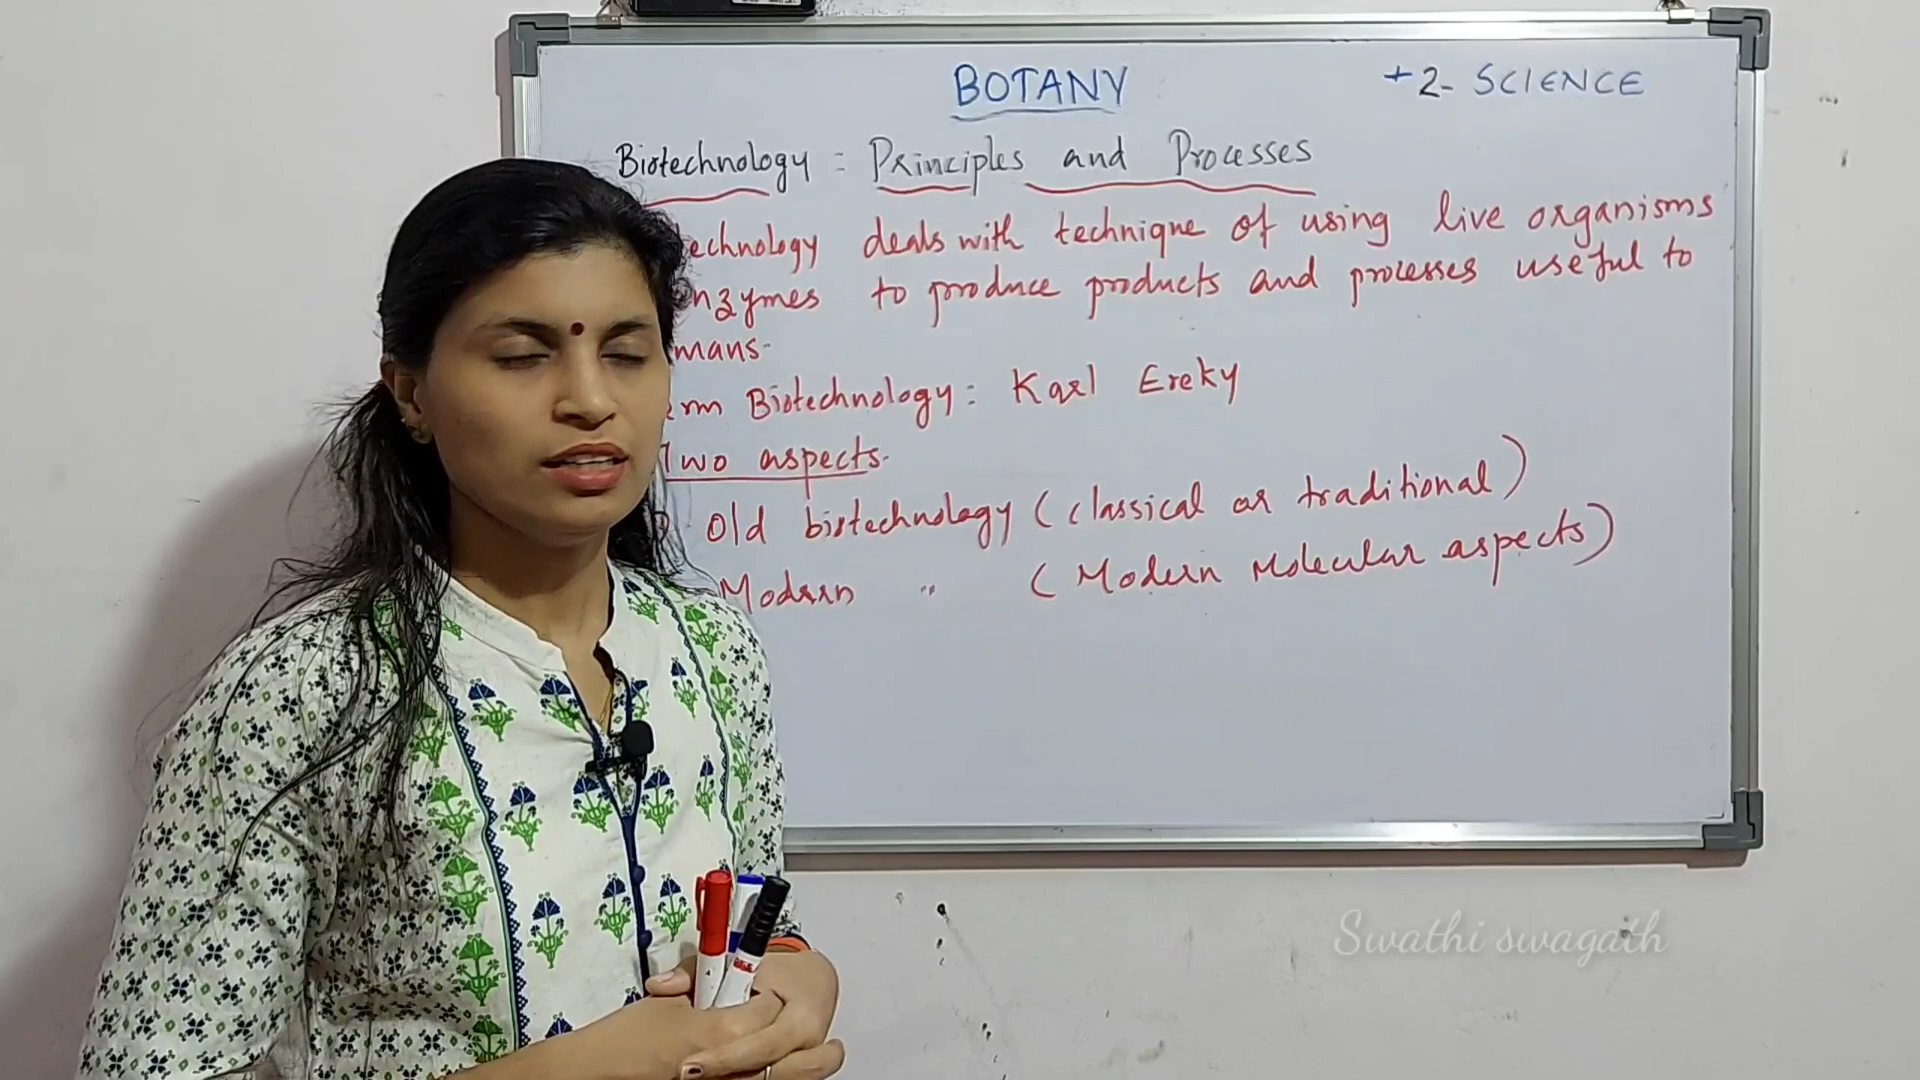 BOTANY
+2- SCIENCE
Biotechnology : Principles and Processes
echnology deals with technique of using live organisms
nzymes to produce products and processes useful to
mans.
erm Biotechnology: Karl Ereky
Two aspects.
Old biotechnology (classical or traditional)
Modern " (Modern Molecular aspects)
Swathi swagath